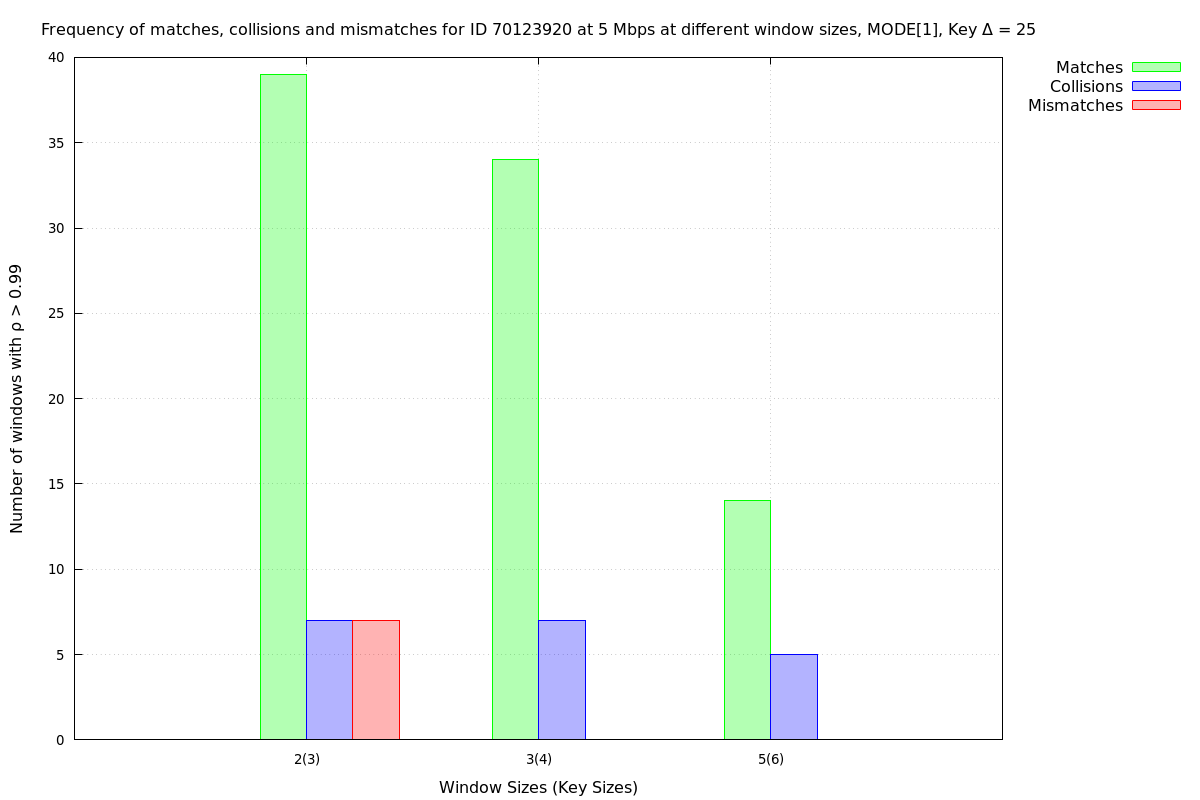 Frequency of matches, collisions and mismatches for ID 70123920 at 5 Mbps at different window sizes, MODE[1], Key Δ = 25
Matches
Collisions
Mismatches
Number of windows with ρ > 0.99
40
35
30
25
20
15
10
5
0
2(3)
3(4)
5(6)
Window Sizes (Key Sizes)